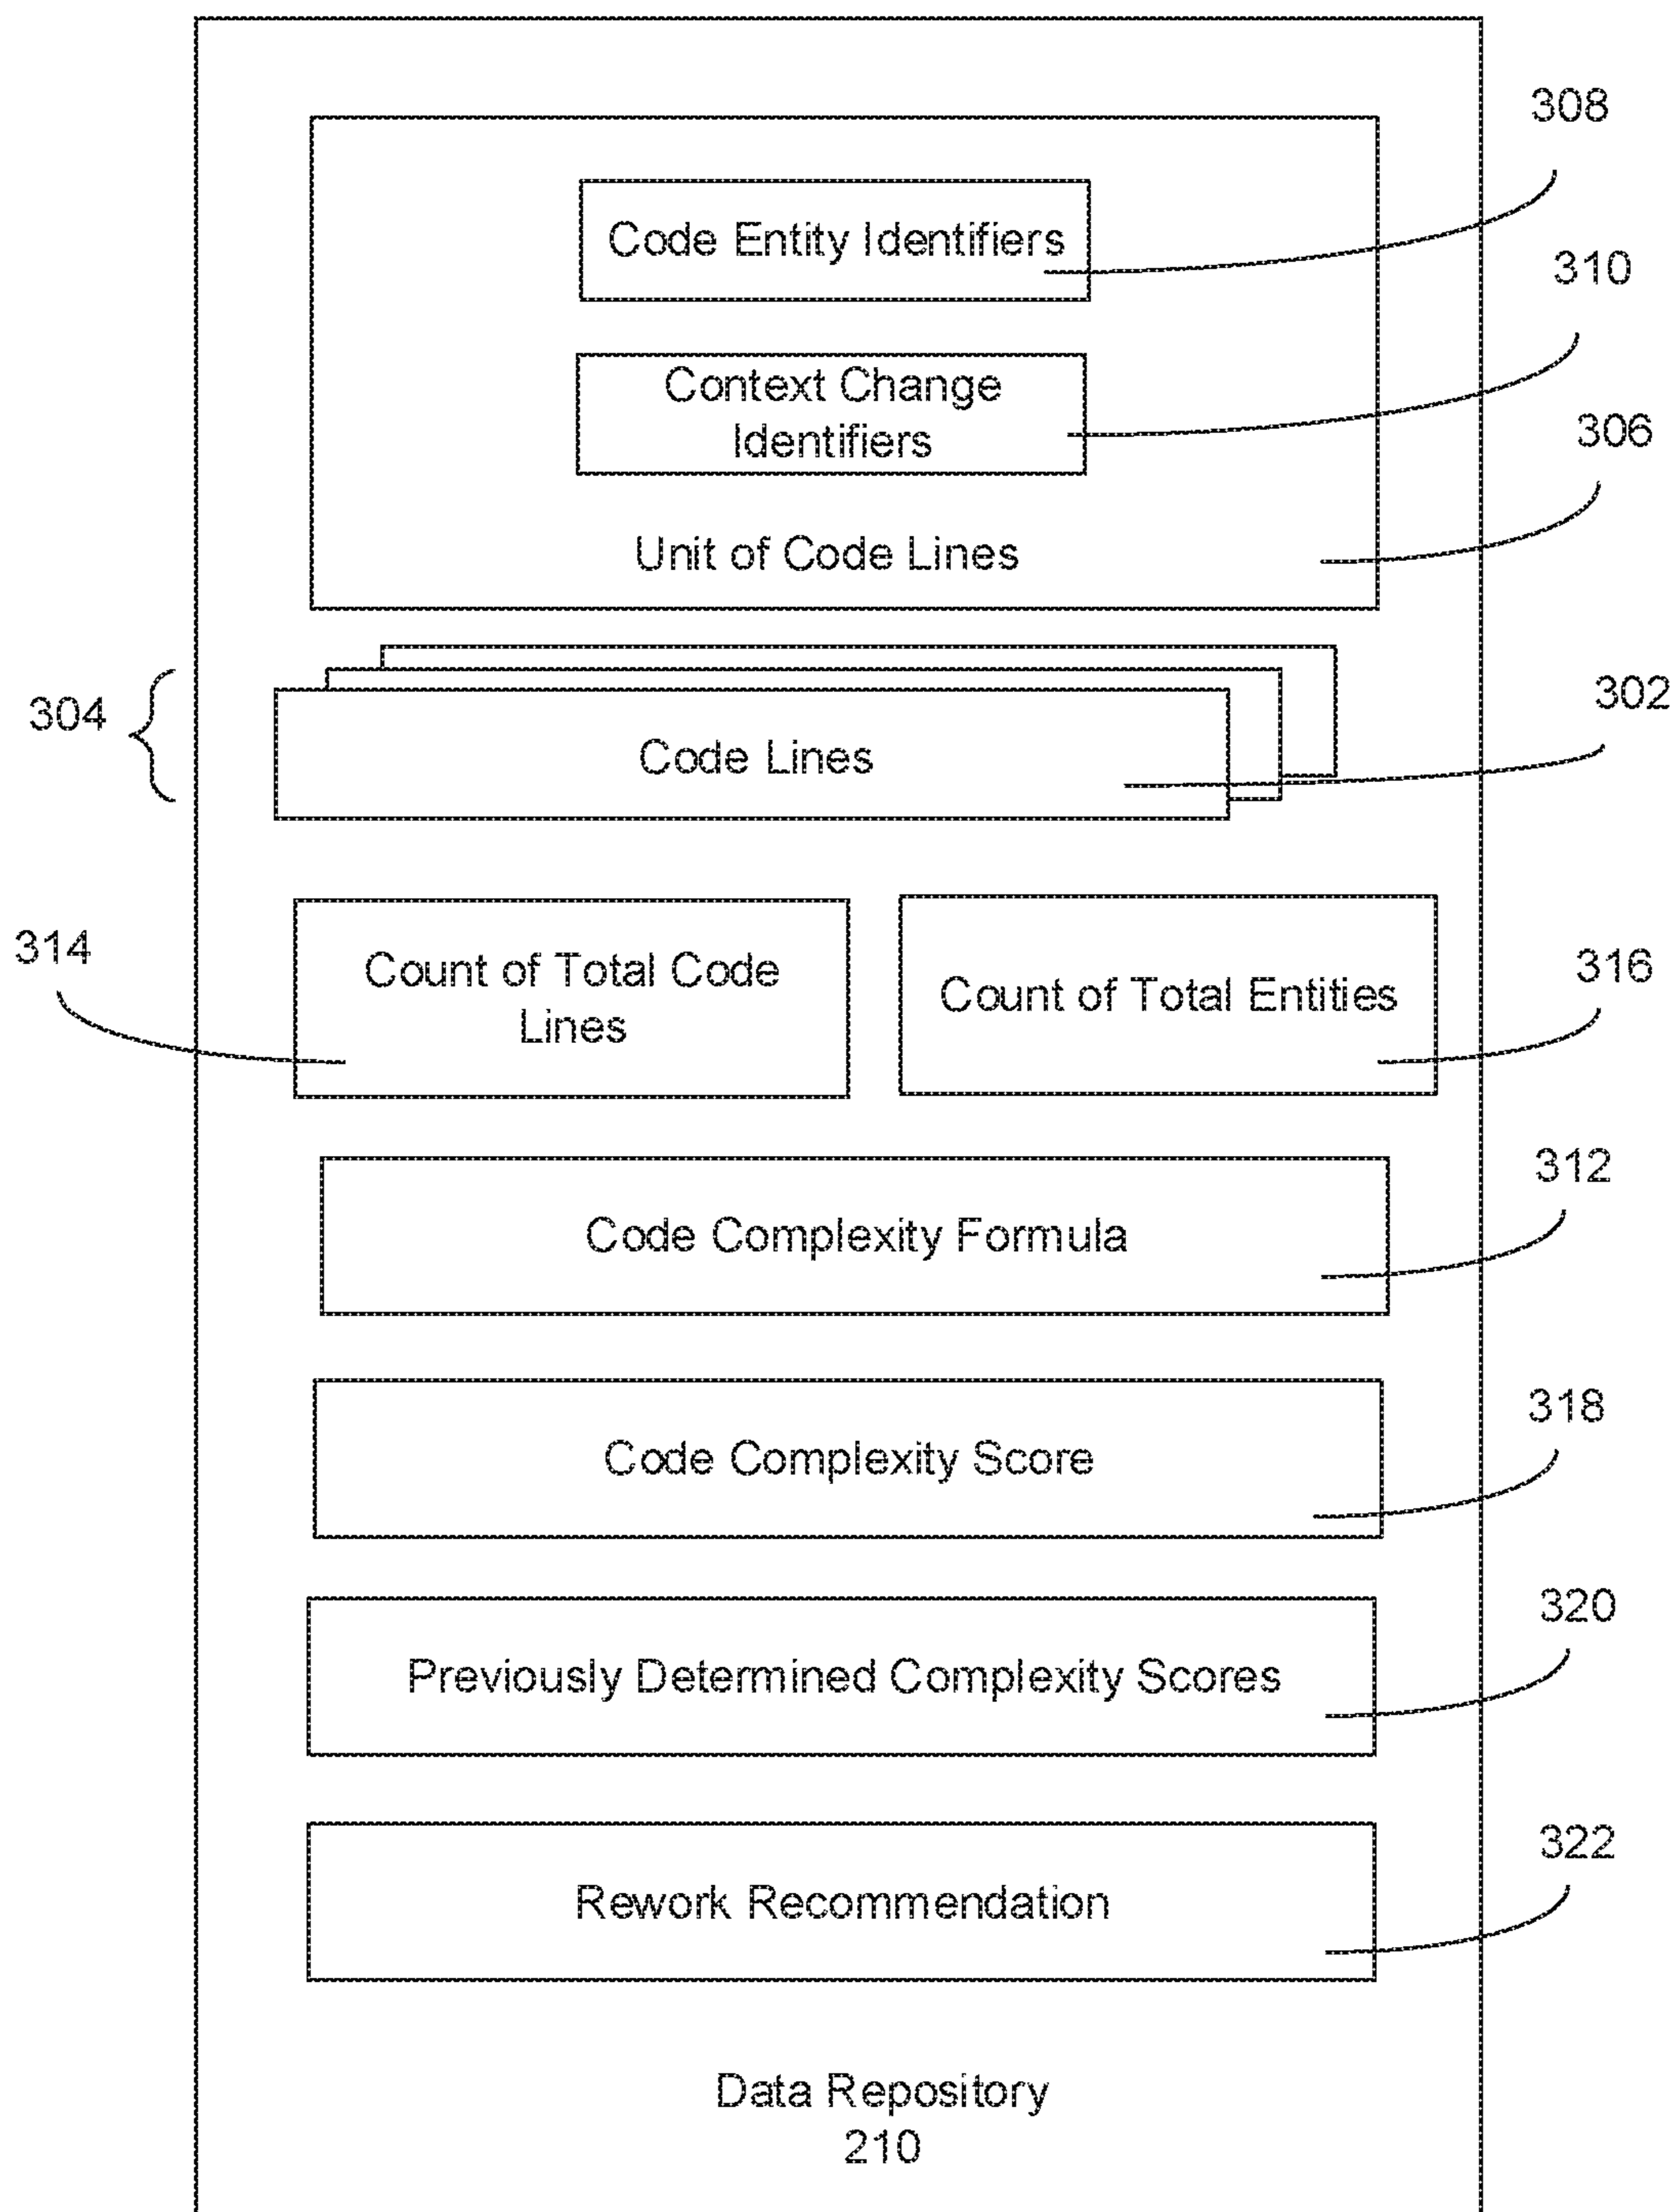 308
Code Entity Identifiers
310
Context Change
Identifiers
306
Unit of Code Lines
304
302
Code Lines
314
Count of Total Code
Lines
316
Count of Total Entities
312
Code Complexity Formula
318
Code Complexity Score
320
Previously Determined Complexity Scores
322
Rework Recommendation
Data Repository
210